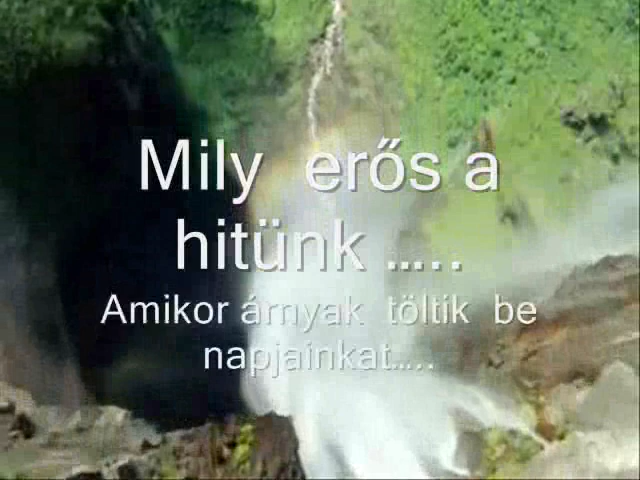 Mily erős a
hitünk .....
Amikor árnyak töltik be
napjainkat.....